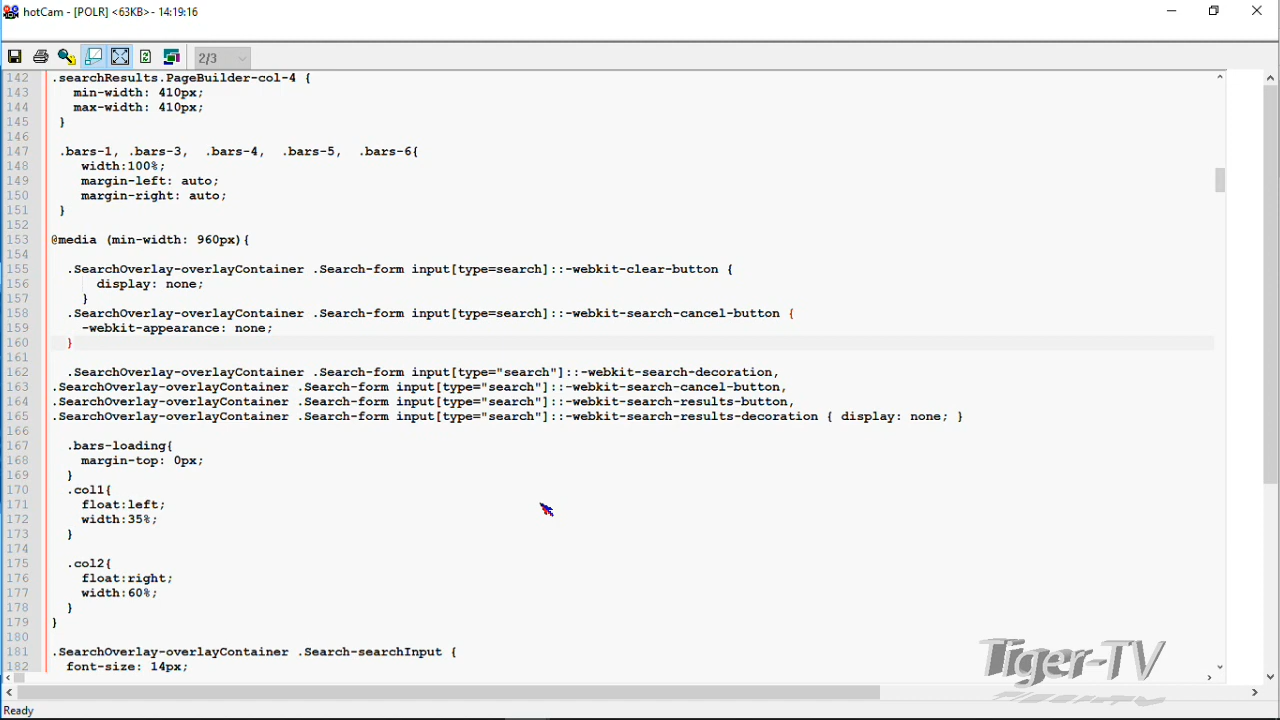 hotCam - [POLR] <63KB> - 14:19:16
2/3
142 .searchResults.PageBuilder-col-4 {
143 min-width: 410px;
144 max-width: 410px;
145 }
146
147 .bars-1, .bars-3, .bars-4, .bars-5, .bars-6{
148 width:100%;
149 margin-left: auto;
150 margin-right: auto;
151 }
152
153 @media (min-width: 960px){
154
155 .SearchOverlay-overlayContainer .Search-form input[type=search]::-webkit-clear-button {
156 display: none;
157 }
158 .SearchOverlay-overlayContainer .Search-form input[type=search]::-webkit-search-cancel-button {
159 -webkit-appearance: none;
160 }
161
162 .SearchOverlay-overlayContainer .Search-form input[type="search"]::-webkit-search-decoration,
163 .SearchOverlay-overlayContainer .Search-form input[type="search"]::-webkit-search-cancel-button,
164 .SearchOverlay-overlayContainer .Search-form input[type="search"]::-webkit-search-results-button,
165 .SearchOverlay-overlayContainer .Search-form input[type="search"]::-webkit-search-results-decoration { display: none; }
166
167 .bars-loading{
168 margin-top: 0px;
169 }
170 .col1{
171 float:left;
172 width:35%;
173 }
174
175 .col2{
176 float:right;
177 width:60%;
178 }
179 }
180
181 .SearchOverlay-overlayContainer .Search-searchInput {
182 font-size: 14px;
Tiger-TV
Ready